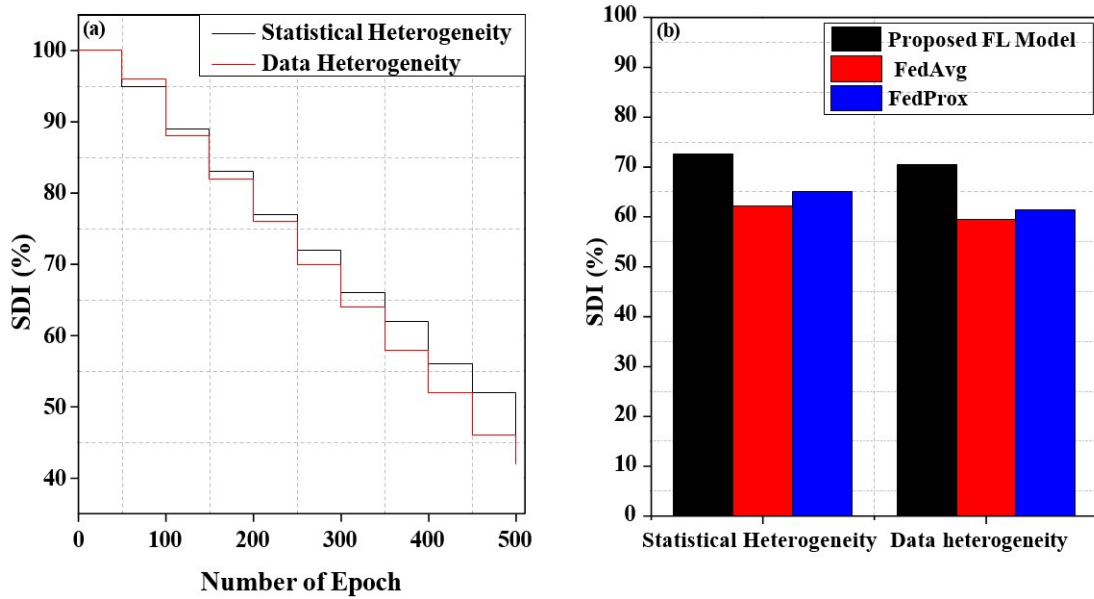 (a)
Statistical Heterogeneity
Data Heterogeneity
SDI (%)
100
90
80
70
60
50
40
0
100
200
300
400
500
Number of Epoch
(b)
Proposed FL Model
FedAvg
FedProx
SDI (%)
100
90
80
70
60
50
40
30
20
10
0
Statistical Heterogeneity
Data heterogeneity